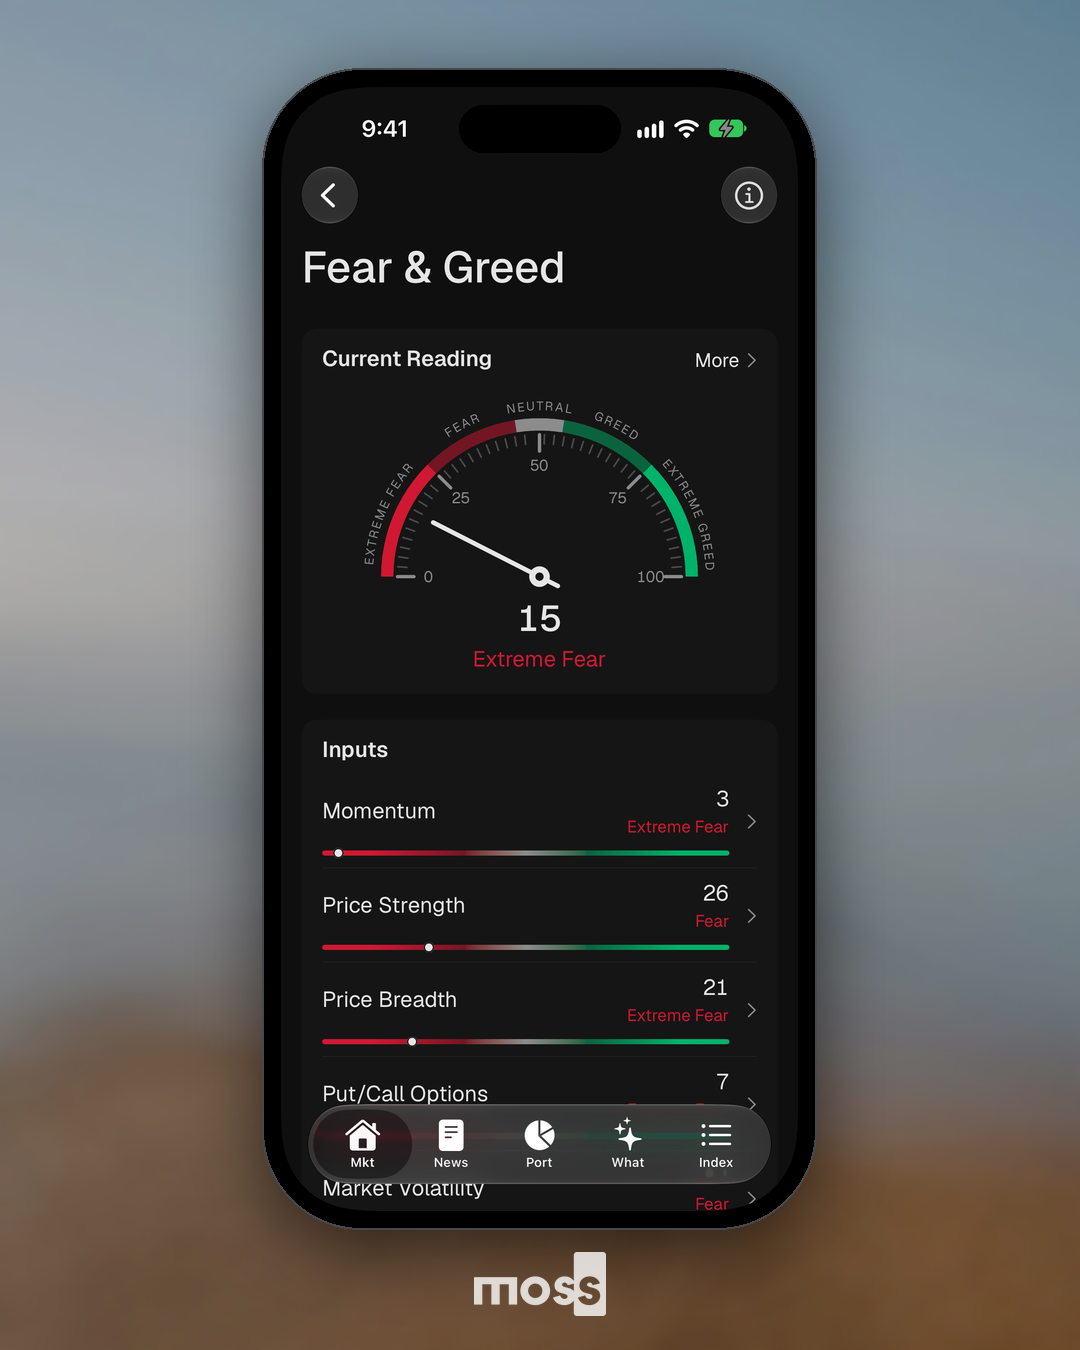 9:41
Fear & Greed
Current Reading
More
EXTREME FEAR
FEAR
NEUTRAL
GREED
EXTREME GREED
0
25
50
75
100
15
Extreme Fear
Inputs
Momentum
3
Extreme Fear
Price Strength
26
Fear
Price Breadth
21
Extreme Fear
Put/Call Options
7
Mkt
News
Port
What
Index
Market Volatility
Fear
moss